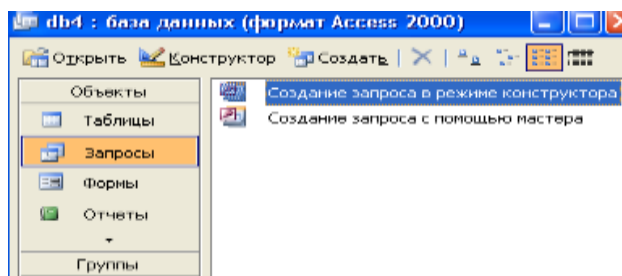 db4 : база данных (формат Access 2000)
Открыть Конструктор Создать
Объекты
Таблицы
Запросы
Формы
Отчеты
Группы
Создание запроса в режиме конструктора
Создание запроса с помощью мастера